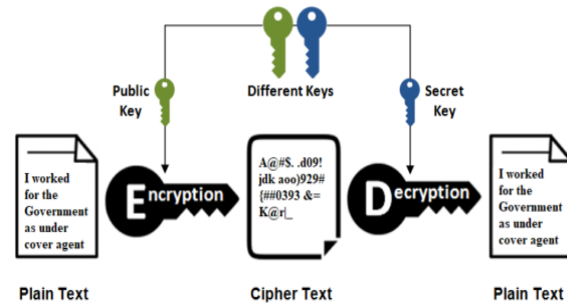 Public
Key
Different Keys
Secret
Key
I worked
for the
Government
as under
cover agent
Encryption
A@#$. .d09!
jdk aoo)929#
{##0393 &=
K@r|_
Decryption
I worked
for the
Government
as under
cover agent
Plain Text
Cipher Text
Plain Text